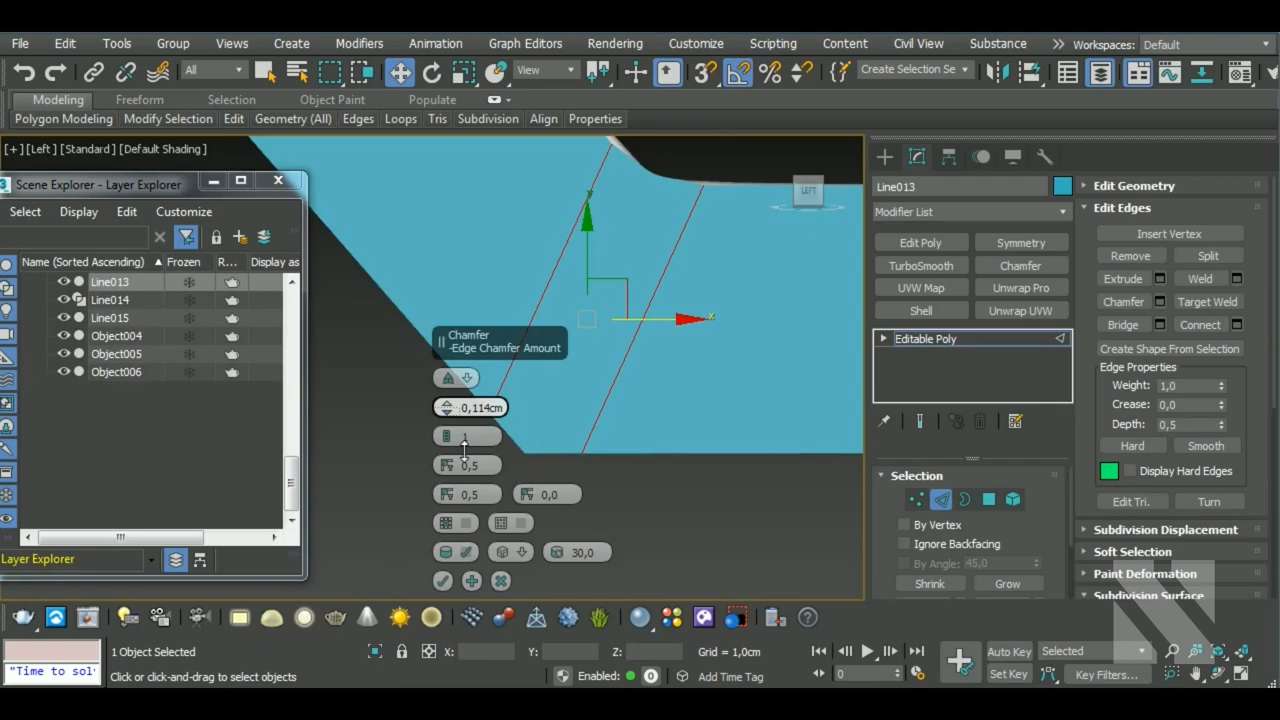 File Edit Tools Group Views Create Modifiers Animation Graph Editors Rendering Customize Scripting Content Civil View Substance Workspaces: Default
All View Create Selection Se
Modeling Freeform Selection Object Paint Populate
Polygon Modeling Modify Selection Edit Geometry (All) Edges Loops Tris Subdivision Align Properties
[+] [Left] [Standard] [Default Shading]
LEFT
y
x
Scene Explorer - Layer Explorer
Select Display Edit Customize
Name (Sorted Ascending) Frozen R... Display as
Line013
Line014
Line015
Object004
Object005
Object006
Layer Explorer
Chamfer
-Edge Chamfer Amount
0,114cm
1
0,5
0,5 0,0
30,0
Line013
Modifier List
Edit Poly Symmetry
TurboSmooth Chamfer
UVW Map Unwrap Pro
Shell Unwrap UVW
Editable Poly
Selection
By Vertex
Ignore Backfacing
By Angle: 45,0
Shrink Grow
Edit Geometry
Edit Edges
Insert Vertex
Remove Split
Extrude Weld
Chamfer Target Weld
Bridge Connect
Create Shape From Selection
Edge Properties
Weight: 1,0
Crease: 0,0
Depth: 0,5
Hard Smooth
Display Hard Edges
Edit Tri. Turn
Subdivision Displacement
Soft Selection
Paint Deformation
Subdivision Surface
1 Object Selected X: Y: Z: Grid = 1,0cm Auto Key Selected
"Time to sol Click or click-and-drag to select objects Enabled: 0 Add Time Tag 0 Set Key Key Filters...